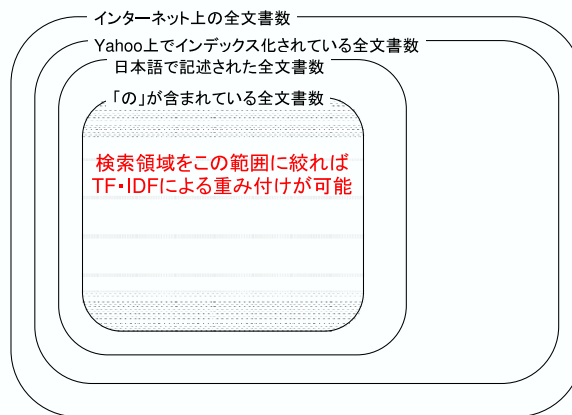 インターネット上の全文書数
Yahoo上でインデックス化されている全文書数
日本語で記述された全文書数
「の」が含まれている全文書数
検索領域をこの範囲に絞れば
TF・IDFによる重み付けが可能